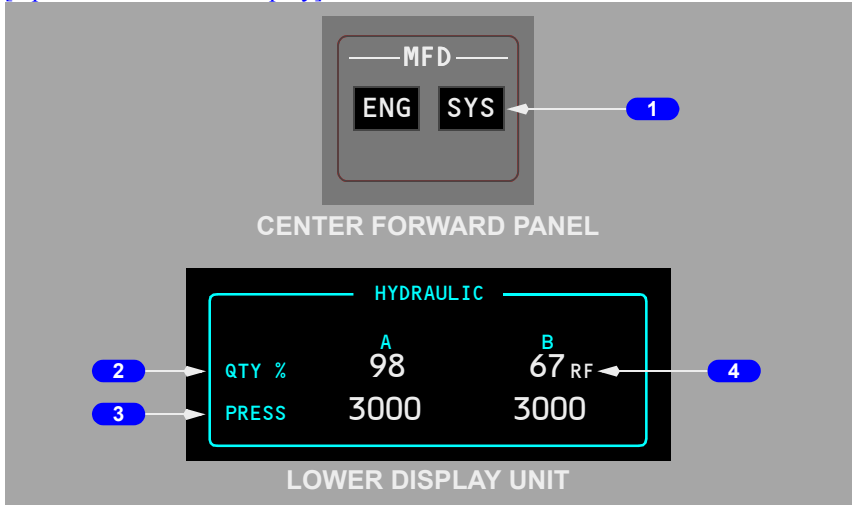 MFD
ENG SYS
1
CENTER FORWARD PANEL
HYDRAULIC
A B
2 QTY % 98 67 RF 4
3 PRESS 3000 3000
LOWER DISPLAY UNIT